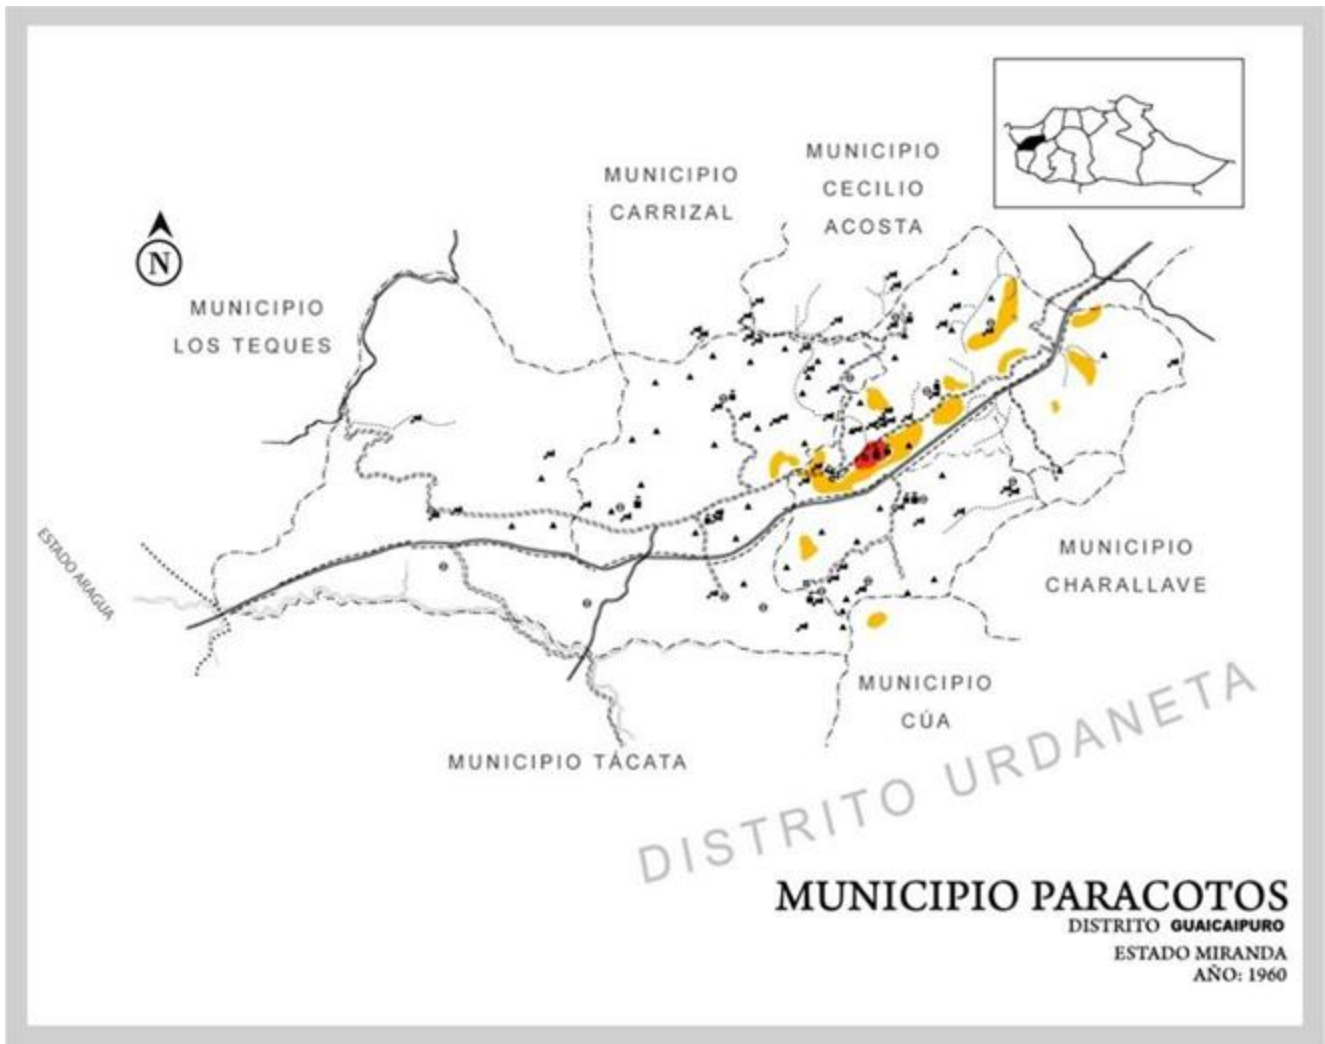 MUNICIPIO
CECILIO
ACOSTA
MUNICIPIO
CARRIZAL
N
MUNICIPIO
LOS TEQUES
ESTADO ARAGUA
MUNICIPIO
CHARALLAVE
MUNICIPIO
CÚA
MUNICIPIO TÁCATA
DISTRITO URDANETA
MUNICIPIO PARACOTOS
DISTRITO GUAICAIPURO
ESTADO MIRANDA
AÑO: 1960